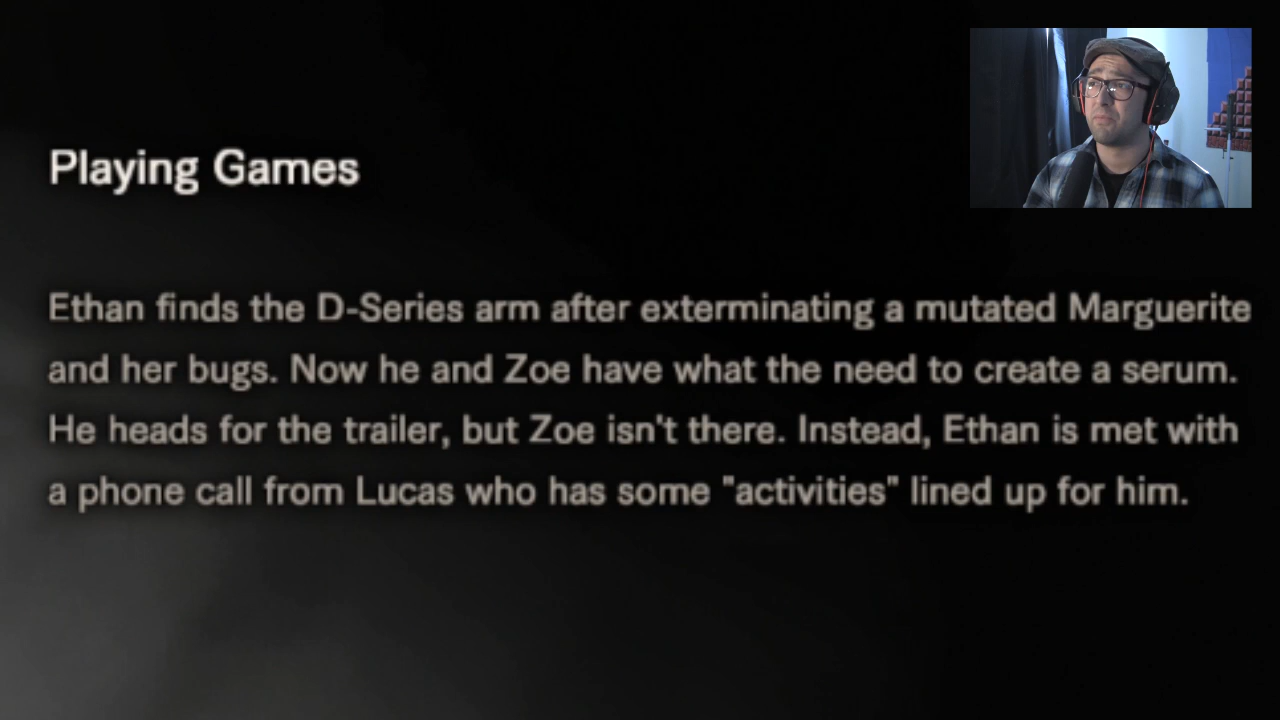 Playing Games
Ethan finds the D-Series arm after exterminating a mutated Marguerite
and her bugs. Now he and Zoe have what the need to create a serum.
He heads for the trailer, but Zoe isn't there. Instead, Ethan is met with
a phone call from Lucas who has some "activities" lined up for him.